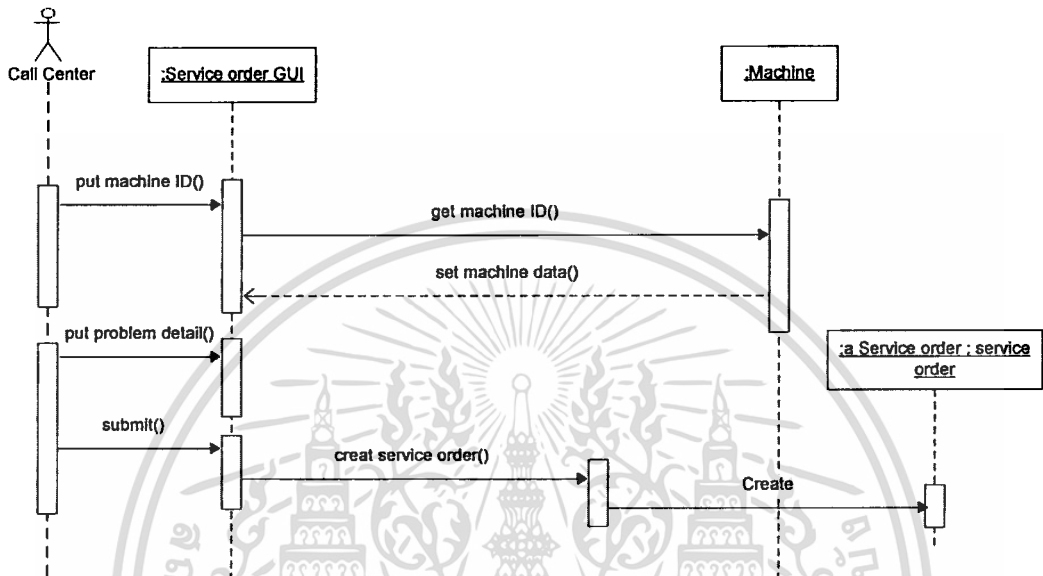 Call Center
:Service order GUI
:Machine
put machine ID()
get machine ID()
set machine data()
put problem detail()
:a Service order ; service
order
submit()
creat service order()
Create